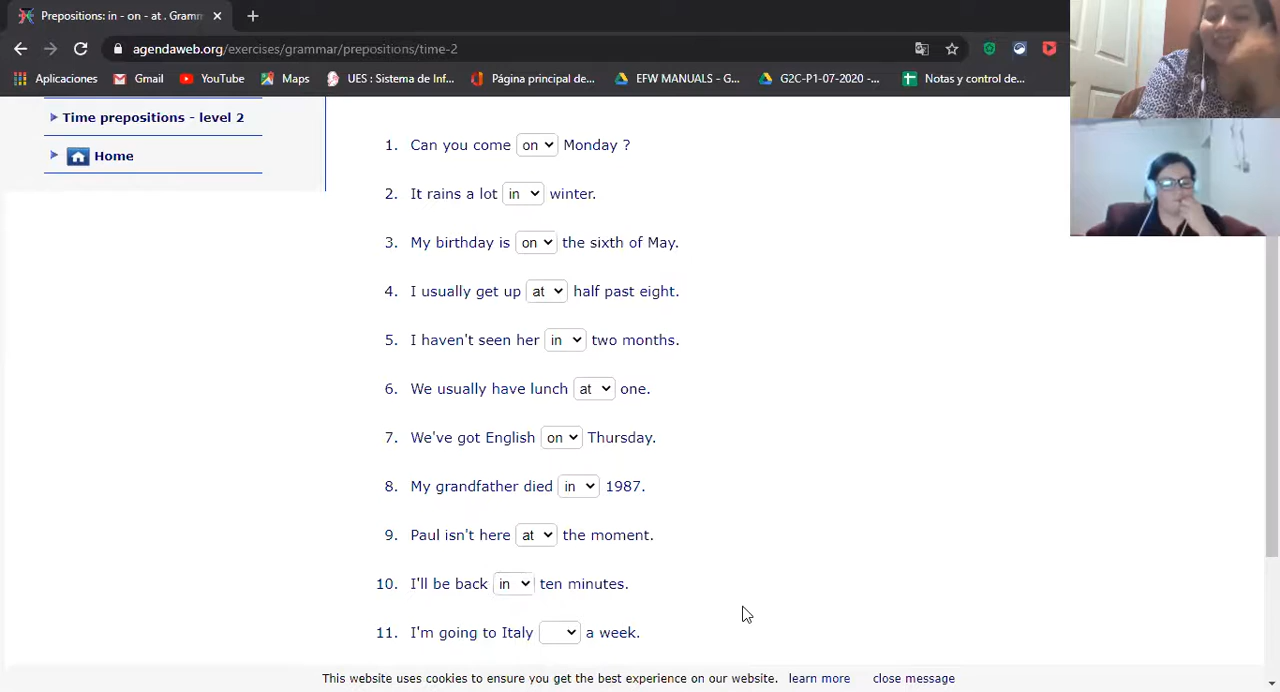 Prepositions: in - on - at . Gramm
agendaweb.org/exercises/grammar/prepositions/time-2
Aplicaciones Gmail YouTube Maps UES : Sistema de Inf... Página principal de... EFW MANUALS - G... G2C-P1-07-2020 -... Notas y control de...
Time prepositions - level 2
Home
1. Can you come on Monday ?
2. It rains a lot in winter.
3. My birthday is on the sixth of May.
4. I usually get up at half past eight.
5. I haven't seen her in two months.
6. We usually have lunch at one.
7. We've got English on Thursday.
8. My grandfather died in 1987.
9. Paul isn't here at the moment.
10. I'll be back in ten minutes.
11. I'm going to Italy a week.
This website uses cookies to ensure you get the best experience on our website. learn more close message